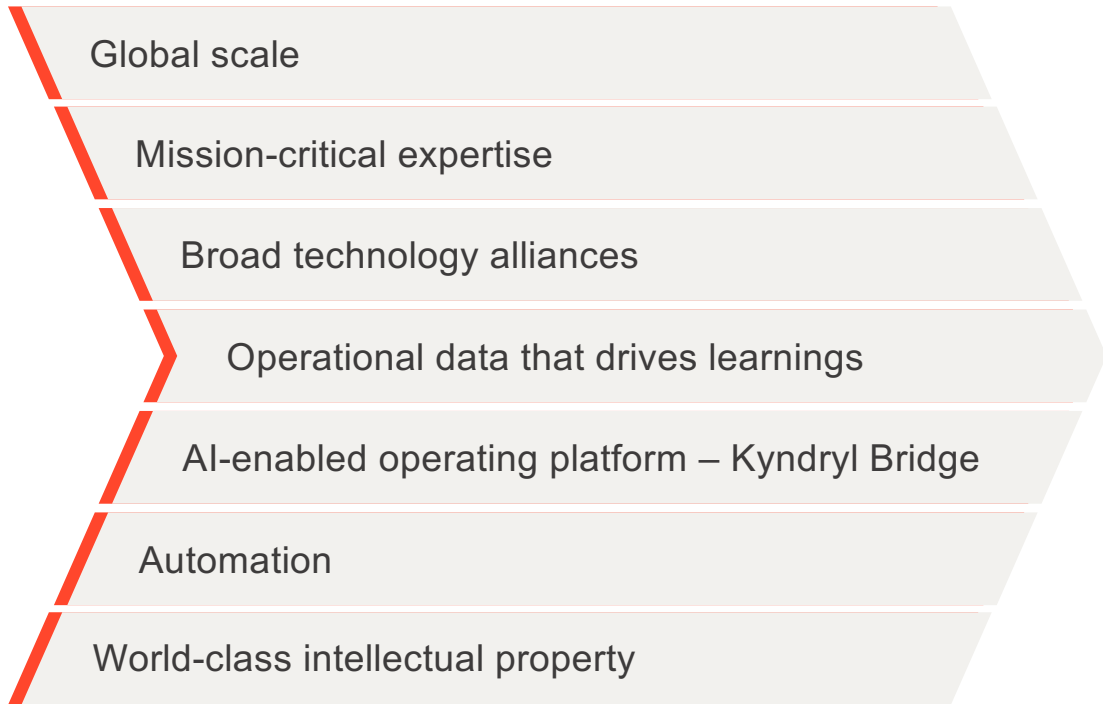 Global scale
Mission-critical expertise
Broad technology alliances
Operational data that drives learnings
AI-enabled operating platform – Kyndryl Bridge
Automation
World-class intellectual property